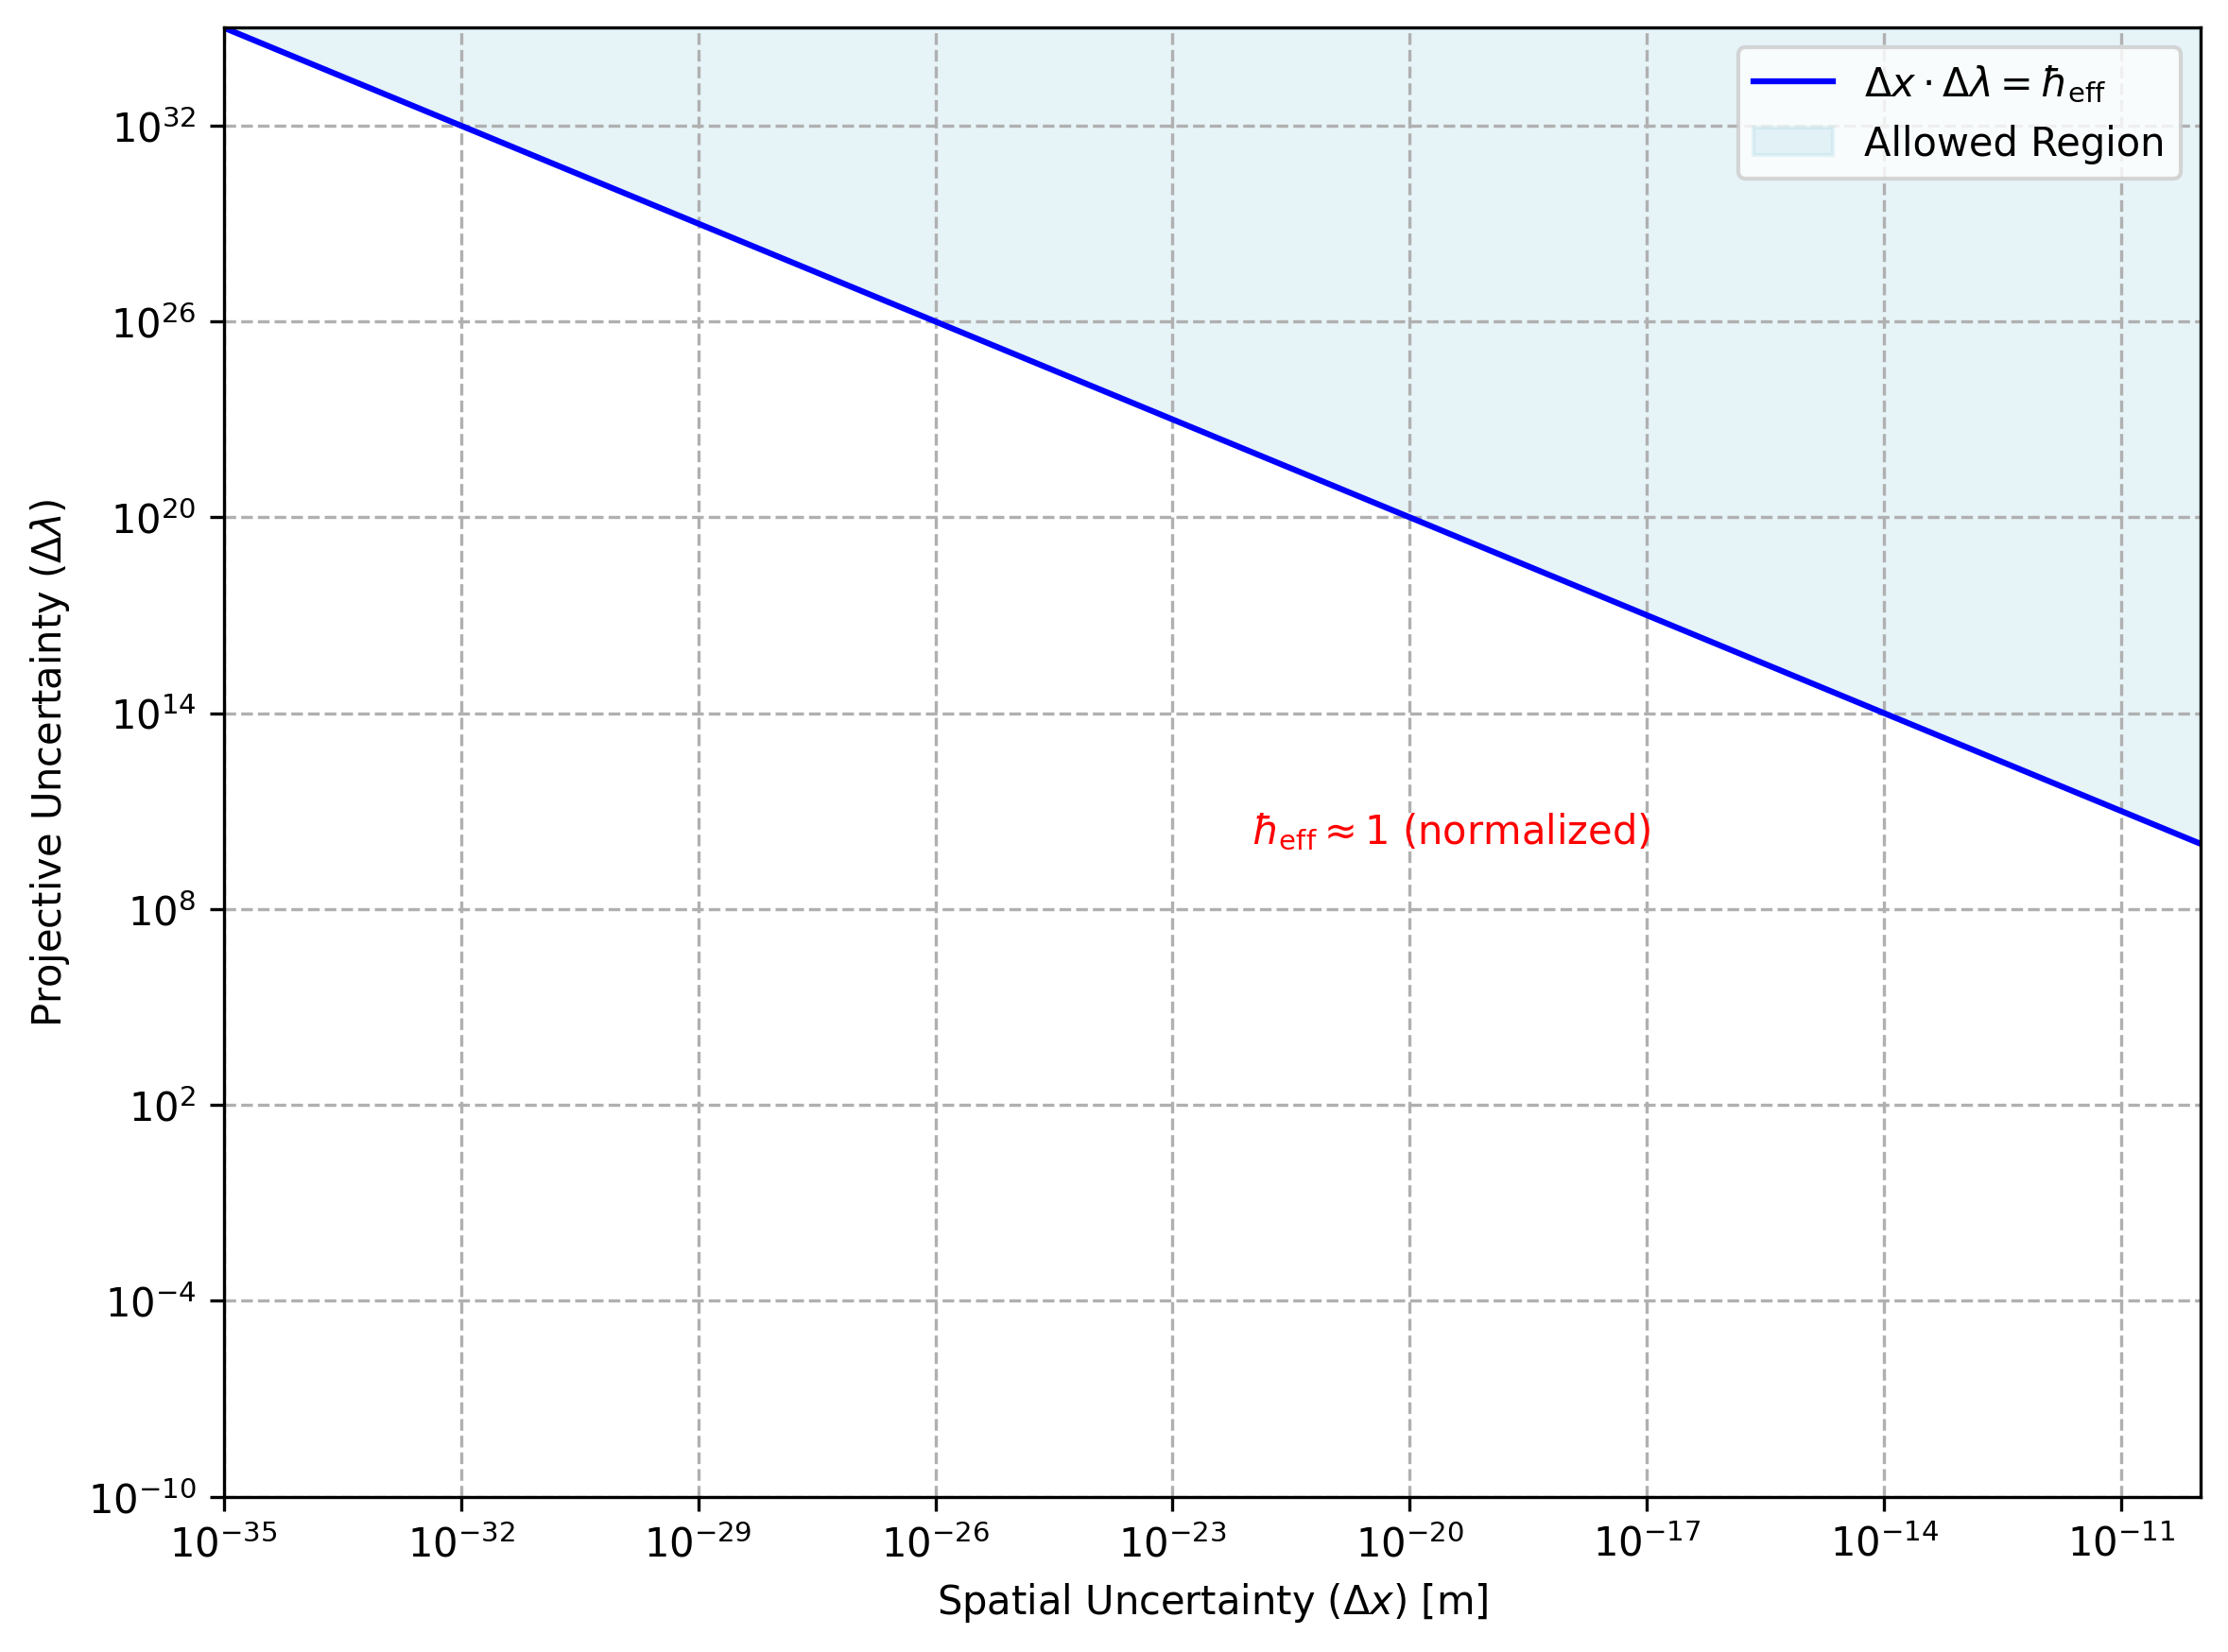 Δx · Δλ = ℏ_eff
Allowed Region
10^32
10^26
10^20
10^14
10^8
10^2
10^−4
10^−10
Projective Uncertainty (Δλ)
ℏ_eff ≈ 1 (normalized)
10^−35 10^−32 10^−29 10^−26 10^−23 10^−20 10^−17 10^−14 10^−11
Spatial Uncertainty (Δx) [m]